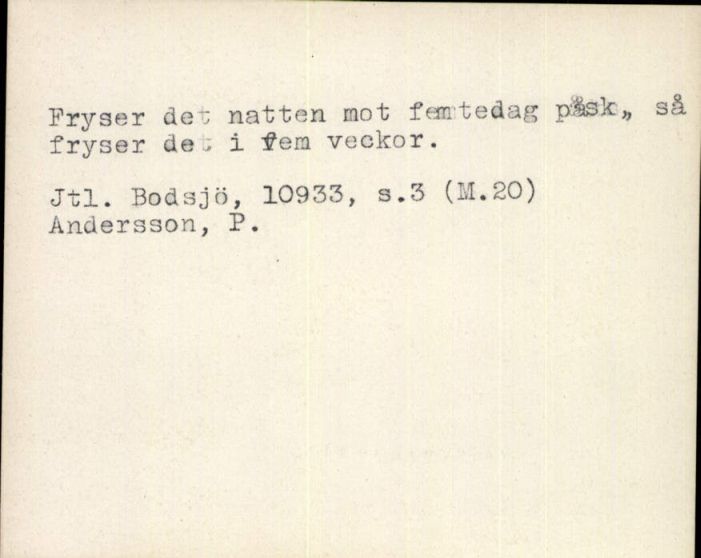 Fryser det natten mot femtedag påsk, så
fryser det i fem veckor.
Jtl. Bodsjö, 10933, s.3 (M.20)
Andersson, P.